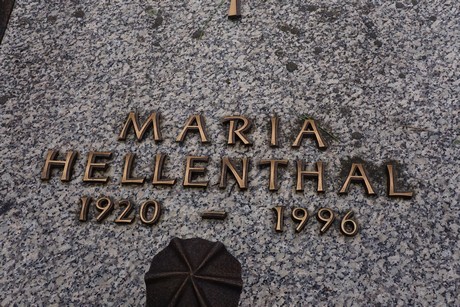 MARIA
HELLENTHAL
1920 – 1996